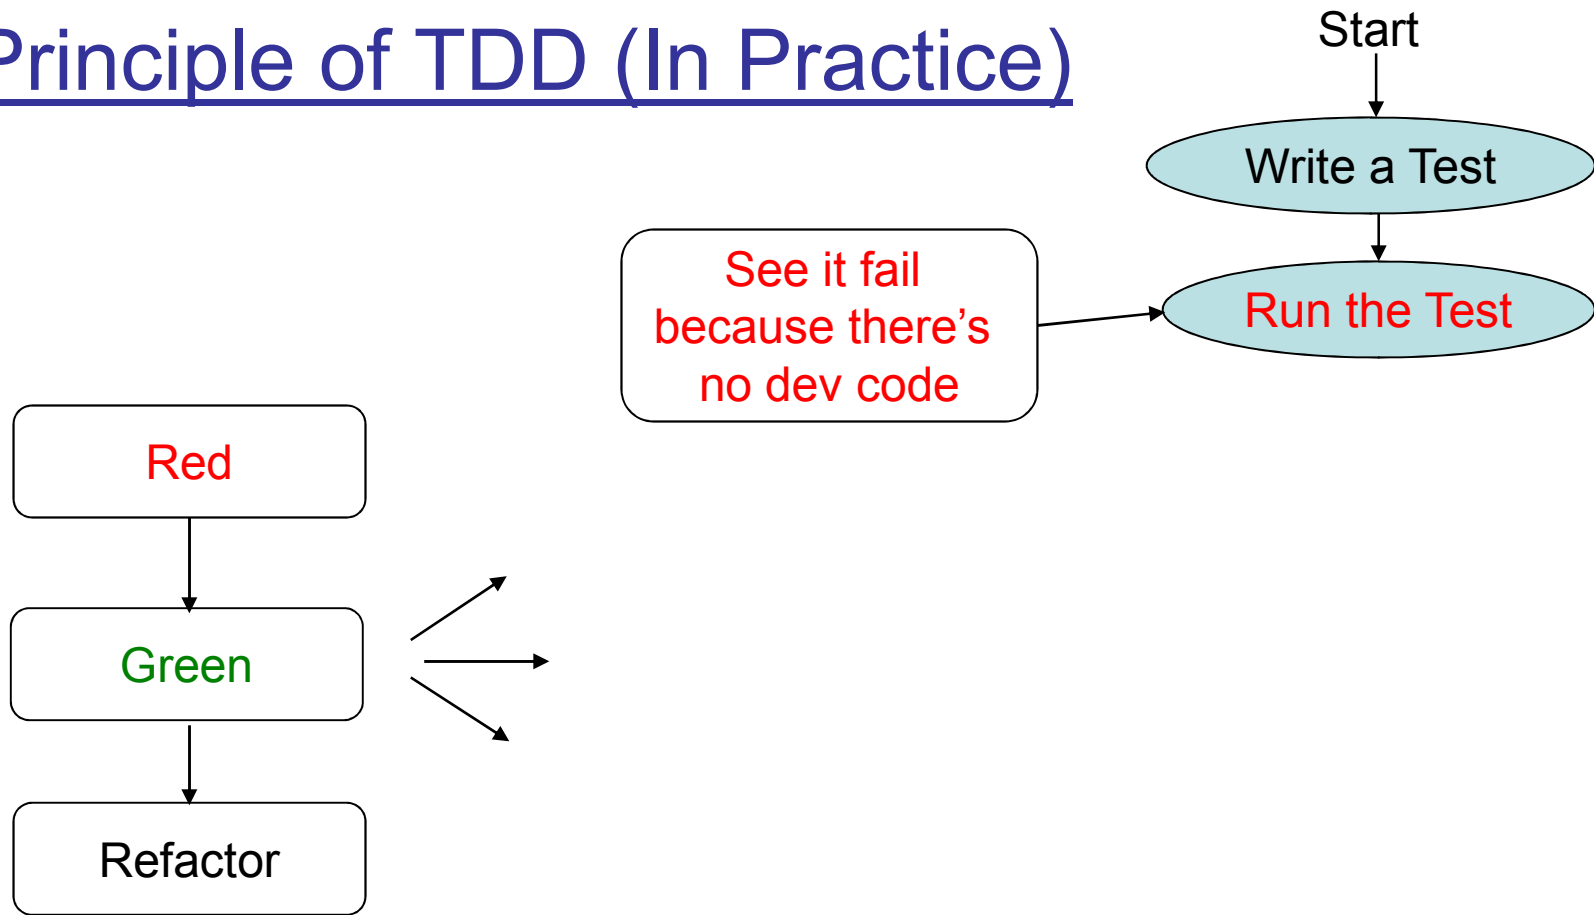 Principle of TDD (In Practice)
Start
Write a Test
See it fail
because there’s
no dev code
Run the Test
Red
Green
Refactor